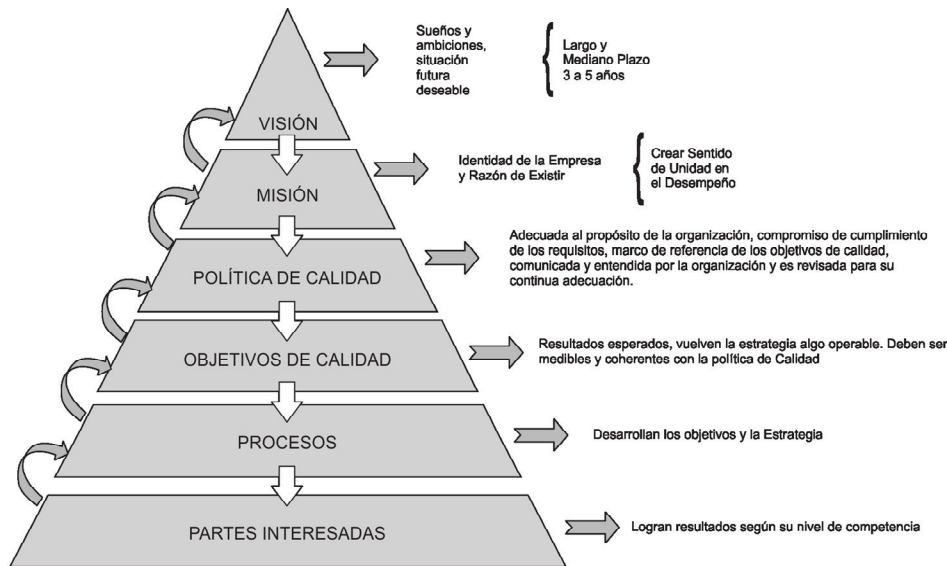 VISIÓN
Sueños y
ambiciones,
situación
futura
deseable
Largo y
Mediano Plazo
3 a 5 años
MISIÓN
Identidad de la Empresa
y Razón de Existir
Crear Sentido
de Unidad en
el Desempeño
POLÍTICA DE CALIDAD
Adecuada al propósito de la organización, compromiso de cumplimiento
de los requisitos, marco de referencia de los objetivos de calidad,
comunicada y entendida por la organización y es revisada para su
continua adecuación.
OBJETIVOS DE CALIDAD
Resultados esperados, vuelven la estrategia algo operable. Deben ser
medibles y coherentes con la política de Calidad
PROCESOS
Desarrollan los objetivos y la Estrategia
PARTES INTERESADAS
Logran resultados según su nivel de competencia